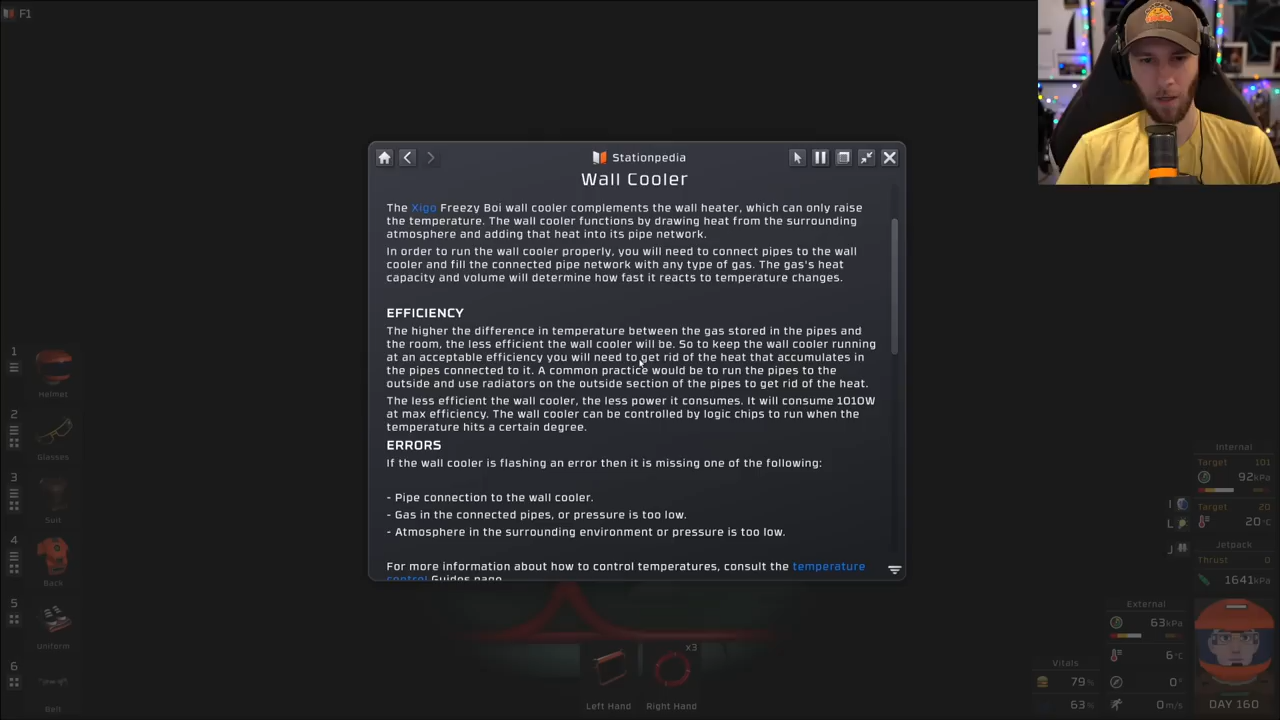 F1
Stationpedia
Wall Cooler
The Xigo Freezy Boi wall cooler complements the wall heater, which can only raise
the temperature. The wall cooler functions by drawing heat from the surrounding
atmosphere and adding that heat into its pipe network.
In order to run the wall cooler properly, you will need to connect pipes to the wall
cooler and fill the connected pipe network with any type of gas. The gas's heat
capacity and volume will determine how fast it reacts to temperature changes.
EFFICIENCY
The higher the difference in temperature between the gas stored in the pipes and
the room, the less efficient the wall cooler will be. So to keep the wall cooler running
at an acceptable efficiency you will need to get rid of the heat that accumulates in
the pipes connected to it. A common practice would be to run the pipes to the
outside and use radiators on the outside section of the pipes to get rid of the heat.
The less efficient the wall cooler, the less power it consumes. It will consume 1010W
at max efficiency. The wall cooler can be controlled by logic chips to run when the
temperature hits a certain degree.
ERRORS
If the wall cooler is flashing an error then it is missing one of the following:
- Pipe connection to the wall cooler.
- Gas in the connected pipes, or pressure is too low.
- Atmosphere in the surrounding environment or pressure is too low.
For more information about how to control temperatures, consult the temperature
control Guides page
1
Helmet
2
Glasses
3
Suit
4
Back
5
Uniform
6
Belt
x3
Left Hand
Right Hand
Internal
Target 101
92kPa
Target 20
20°C
Jetpack
Thrust 0
1641kPa
External
63kPa
6°C
0°
0m/s
Vitals
79%
63%
DAY 160